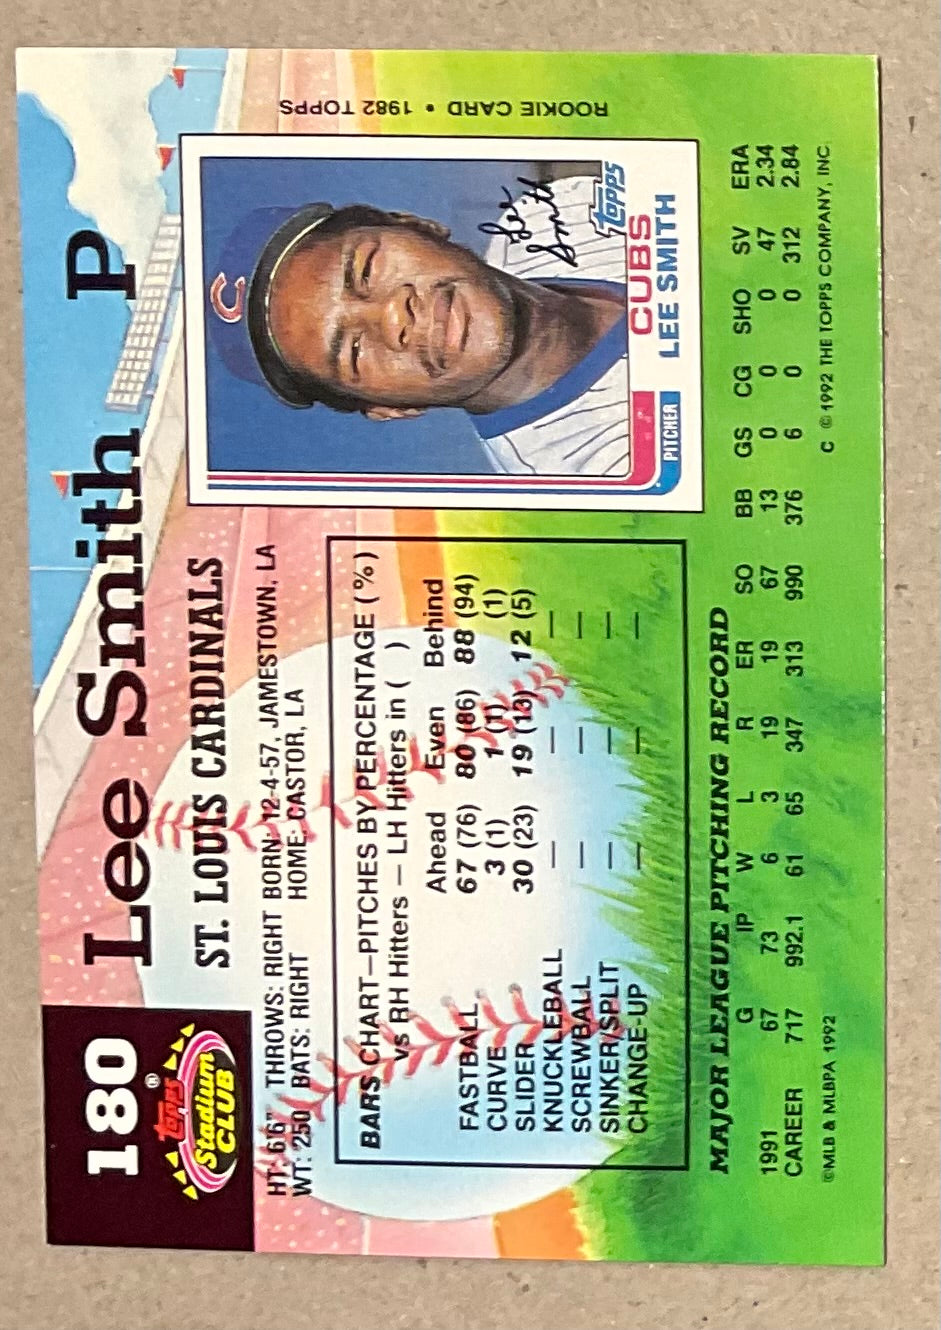 180
TOPPS®
Stadium
CLUB
Lee Smith P
ST. LOUIS CARDINALS
HT: 6'6" THROWS: RIGHT BORN: 12-4-57, JAMESTOWN, LA
WT: 250 BATS: RIGHT HOME: CASTOR, LA
ROOKIE CARD • 1982 TOPPS
C
Lee
Smith
TOPPS
CUBS
PITCHER LEE SMITH
BARS CHART—PITCHES BY PERCENTAGE (%)
vs RH Hitters — LH Hitters in ( )
Ahead Even Behind
FASTBALL 67 (76) 80 (86) 88 (94)
CURVE 3 (1) 1 (1) (1)
SLIDER 30 (23) 19 (13) 12 (5)
KNUCKLEBALL — — —
SCREWBALL — — —
SINKER/SPLIT — — —
CHANGE-UP — — —
MAJOR LEAGUE PITCHING RECORD
G IP W L R ER SO BB GS CG SHO SV ERA
1991 67 73 6 3 19 19 67 13 0 0 0 47 2.34
CAREER 717 992.1 61 65 347 313 990 376 6 0 0 312 2.84
©MLB & MLBPA 1992 C © 1992 THE TOPPS COMPANY, INC.